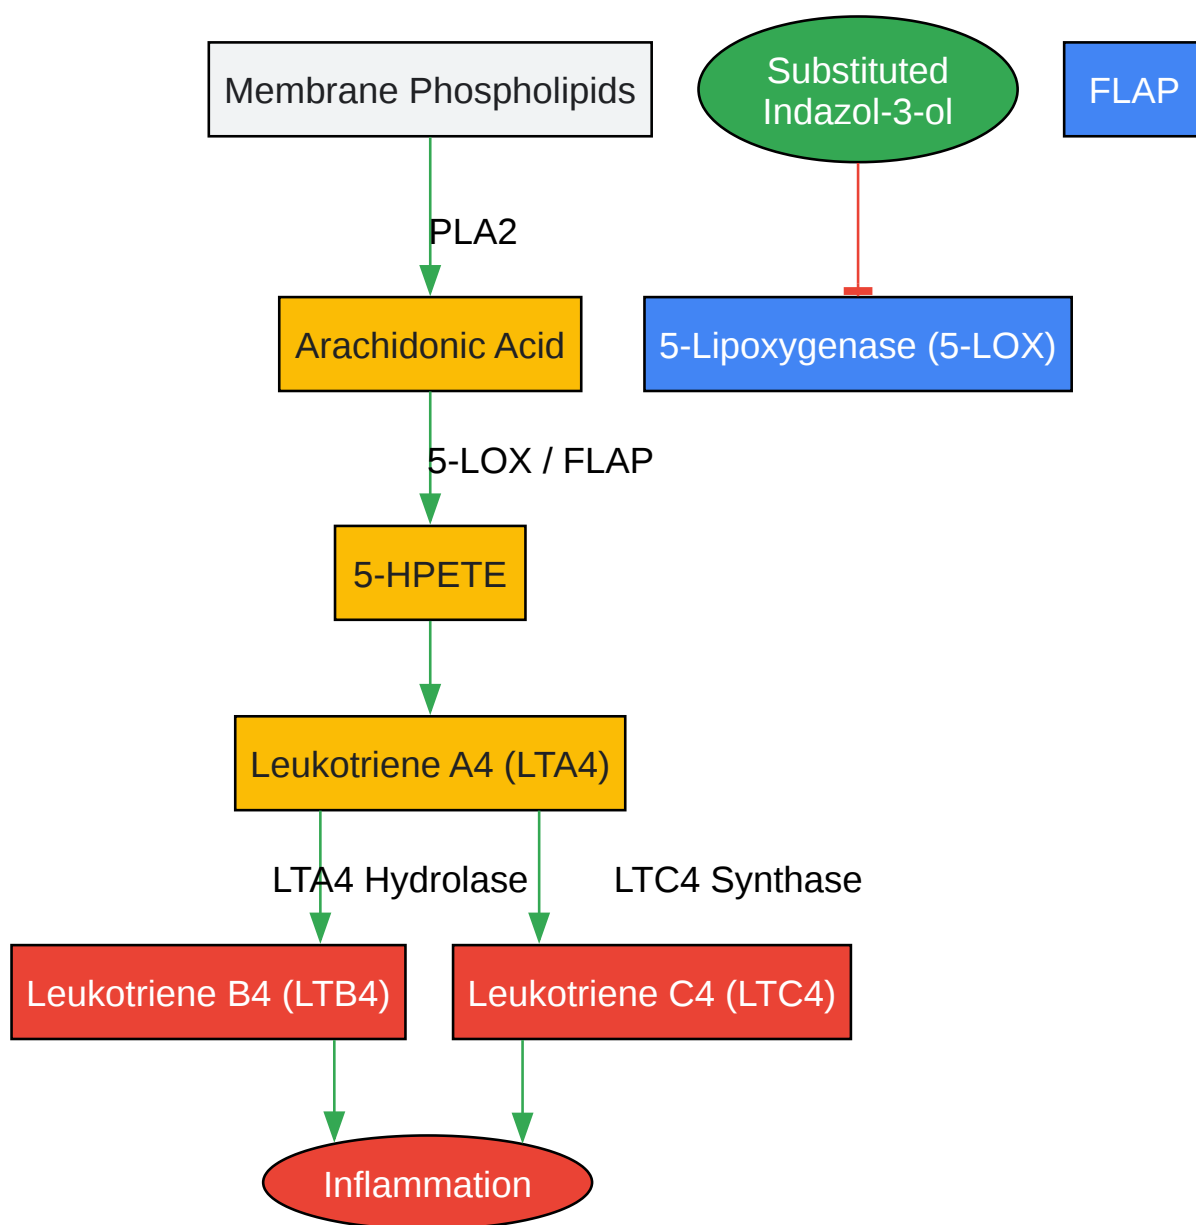 Membrane Phospholipids
Substituted
Indazol-3-ol
FLAP
PLA2
Arachidonic Acid
5-Lipoxygenase (5-LOX)
5-LOX / FLAP
5-HPETE
Leukotriene A4 (LTA4)
LTA4 Hydrolase
LTC4 Synthase
Leukotriene B4 (LTB4)
Leukotriene C4 (LTC4)
Inflammation